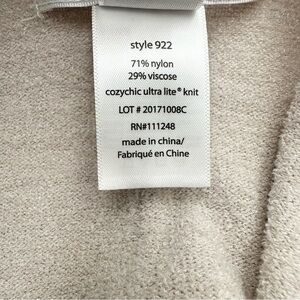 style 922
71% nylon
29% viscose
cozychic ultra lite® knit
LOT # 20171008C
RN#111248
made in china/
Fabriqué en Chine